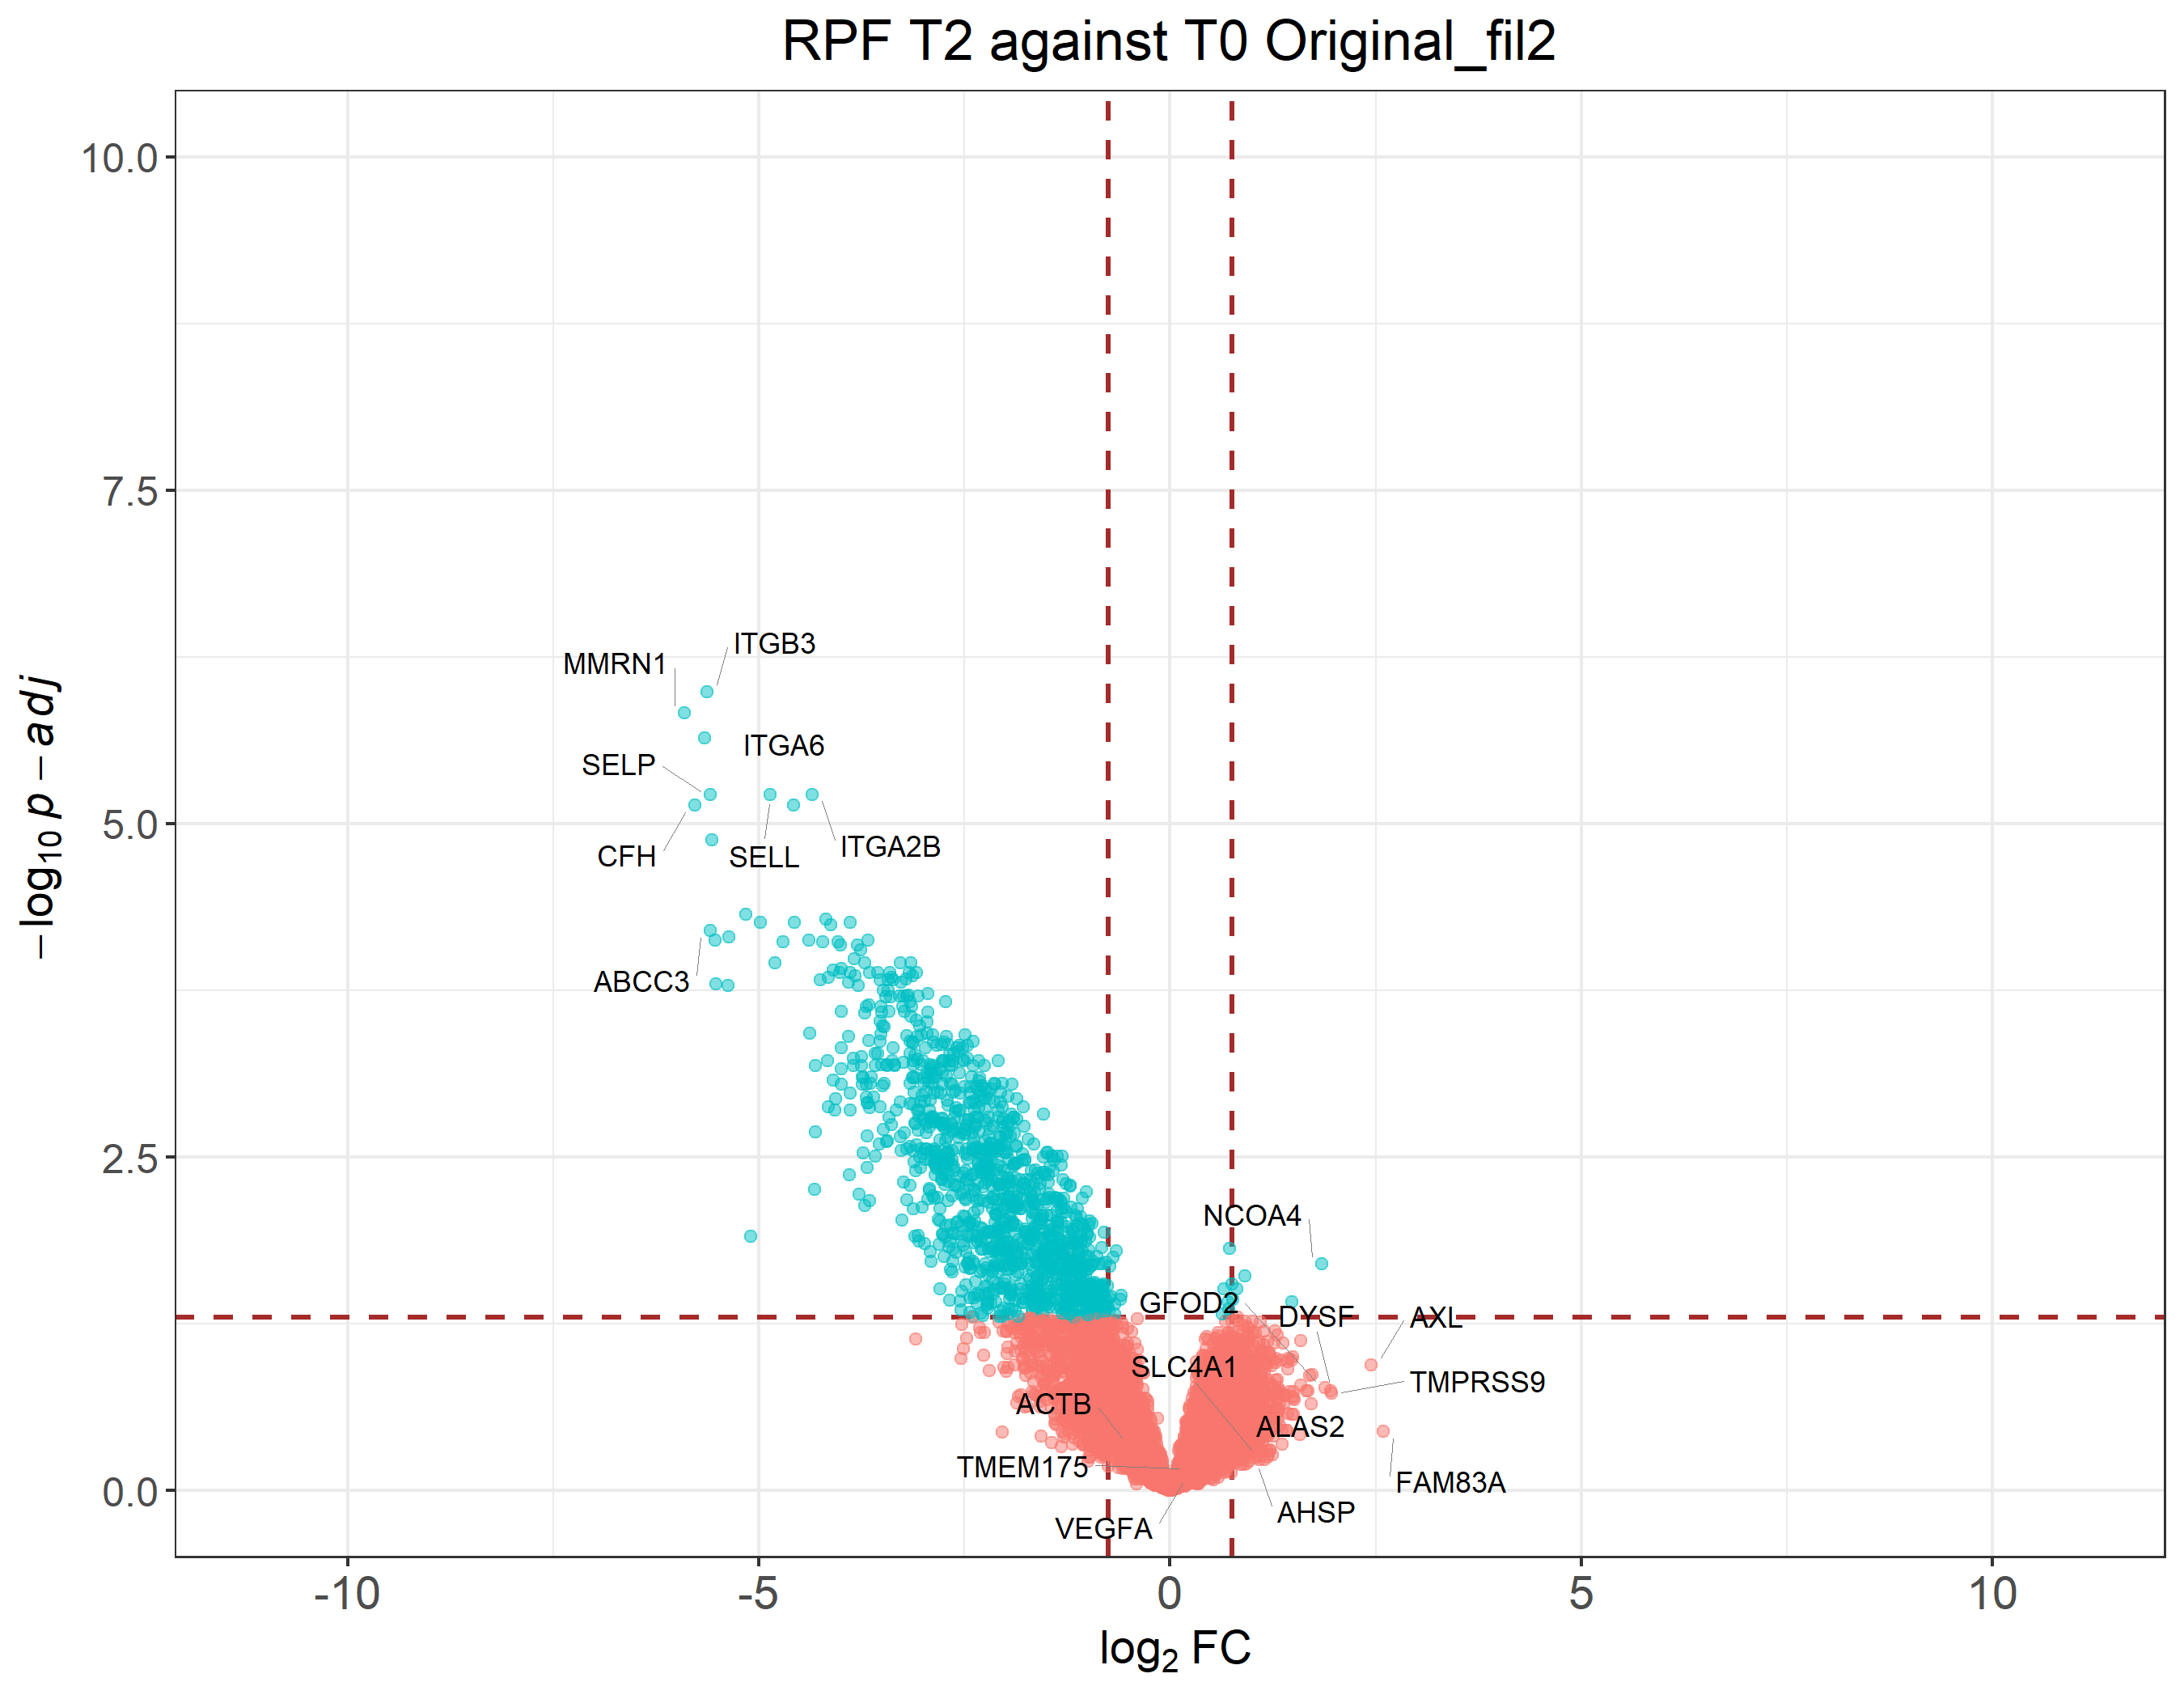 RPF T2 against T0 Original_fil2
10.0
7.5
5.0
2.5
0.0
−log10 p − adj
ITGB3
MMRN1
ITGA6
SELP
CFH
SELL
ITGA2B
ABCC3
NCOA4
GFOD2
DYSF
AXL
SLC4A1
TMPRSS9
ACTB
ALAS2
TMEM175
FAM83A
AHSP
VEGFA
-10
-5
0
5
10
log2 FC